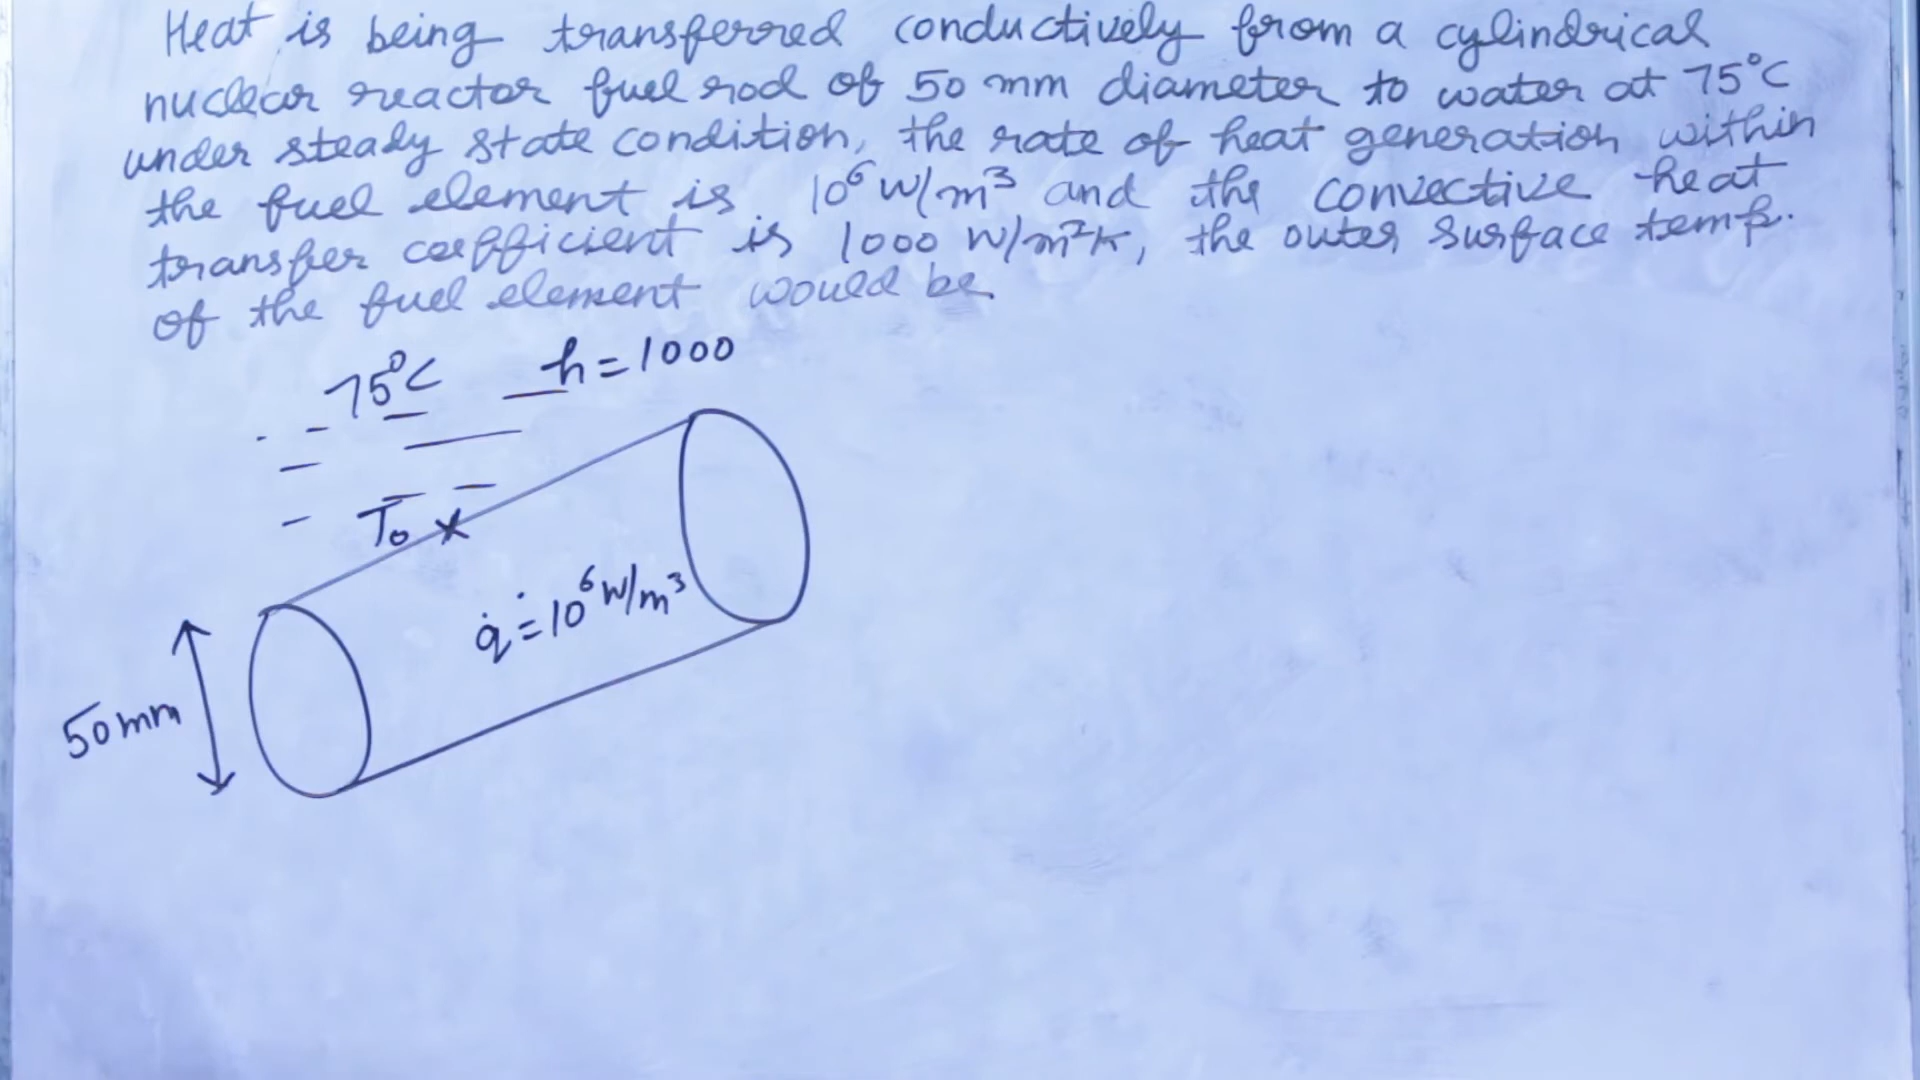 Heat is being transferred conductively from a cylindrical
nuclear reactor fuel rod of 50 mm diameter to water at 75°C
under steady state condition, the rate of heat generation within
the fuel element is 10⁶ W/m³ and the convective heat
transfer coefficient is 1000 W/m²K, the outer surface temp.
of the fuel element would be
75°C h = 1000
T₀
q̇ = 10⁶ W/m³
50 mm